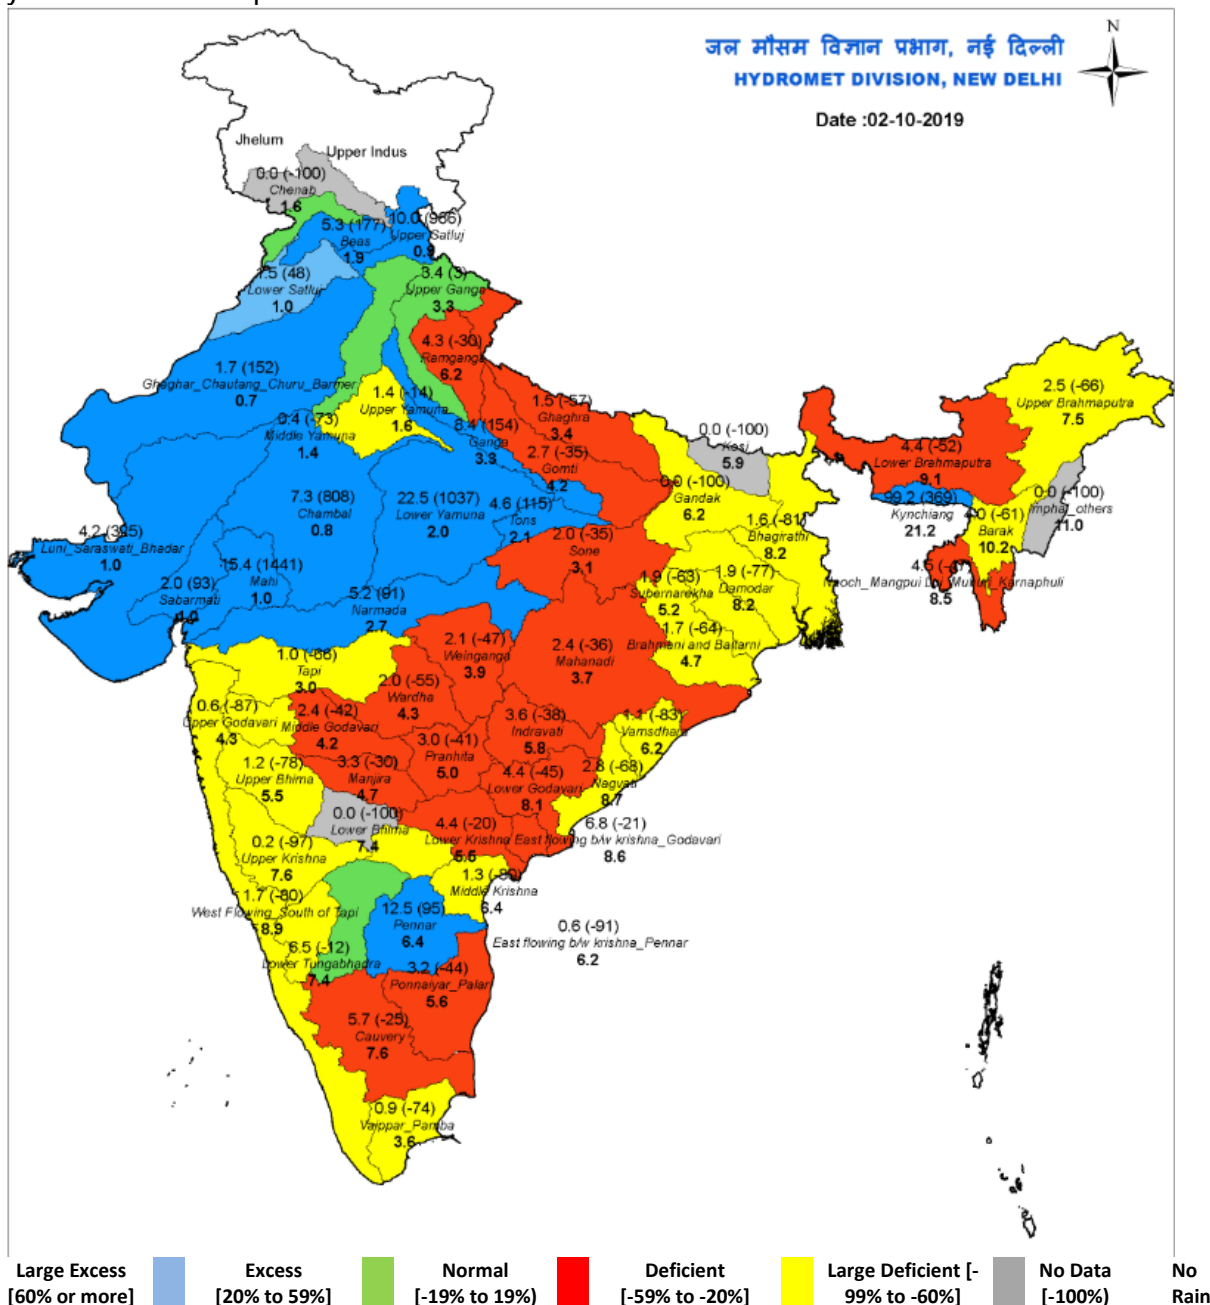 जल मौसम विज्ञान प्रभाग, नई दिल्ली
HYDROMET DIVISION, NEW DELHI
Date :02-10-2019
N
Jhelum
Upper Indus
0.0 (-100)
Chenab
1.6
5.3 (177)
Beas
1.9
10.0 (986)
Upper Satluj
0.9
1.5 (48)
Lower Satluj
1.0
3.4 (3)
Upper Ganga
3.3
4.3 (-30)
Ramganga
6.2
1.7 (152)
Ghaghar_Chautang_Churu_Barmer
0.7
1.4 (-14)
Upper Yamuna
1.6
1.5 (-57)
Ghaghra
3.4
0.4 (-73)
Middle Yamuna
1.4
8.4 (154)
Ganga
3.3
2.7 (-35)
Gomti
4.2
0.0 (-100)
Kosi
5.9
0.0 (-100)
Gandak
6.2
2.5 (-66)
Upper Brahmaputra
7.5
4.4 (-52)
Lower Brahmaputra
9.1
99.2 (369)
Kynchiang
21.2
0.0 (-100)
Imphal_others
11.0
4.0 (-61)
Barak
10.2
8.5
7.3 (808)
Chambal
0.8
22.5 (1037)
Lower Yamuna
2.0
4.6 (115)
Tons
2.1
1.6 (-81)
Bhagirathi
8.2
4.2 (325)
Luni_Saraswati_Bhadar
1.0
2.0 (93)
Sabarmati
1.0
15.4 (1441)
Mahi
1.0
5.2 (91)
Narmada
2.7
2.0 (-35)
Sone
3.1
1.9 (-63)
Subernarekha
5.2
1.9 (-77)
Damodar
8.2
1.7 (-64)
Brahmani and Baitarni
4.7
1.0 (-66)
Tapi
3.0
2.1 (-47)
Weinganga
3.9
2.4 (-36)
Mahanadi
3.7
2.0 (-55)
Wardha
4.3
0.6 (-87)
Upper Godavari
4.3
2.4 (-42)
Middle Godavari
4.2
3.0 (-41)
Pranhita
5.0
3.6 (-38)
Indravati
5.8
1.1 (-83)
Vamsdhara
6.2
1.2 (-78)
Upper Bhima
5.5
3.3 (-30)
Manjira
4.7
4.4 (-45)
Lower Godavari
8.1
2.8 (-68)
Nagvati
8.7
0.0 (-100)
Lower Bhima
7.4
4.4 (-20)
Lower Krishna
5.5
6.8 (-21)
East flowing b/w krishna_Godavari
8.6
0.2 (-97)
Upper Krishna
7.6
1.3 (-80)
Middle Krishna
6.4
1.7 (-80)
West Flowing_South of Tapi
8.9
12.5 (95)
Pennar
6.4
0.6 (-91)
East flowing b/w krishna_Pennar
6.2
6.5 (-12)
Lower Tungabhadra
7.4
3.2 (-44)
Ponnaiyar_Palar
5.6
5.7 (-25)
Cauvery
7.6
0.9 (-74)
Vaippar_Pamba
3.6
Large Excess Excess Normal Deficient Large Deficient [- No Data No
[60% or more] [20% to 59%] [-19% to 19%) [-59% to -20%] 99% to -60%] [-100%) Rain